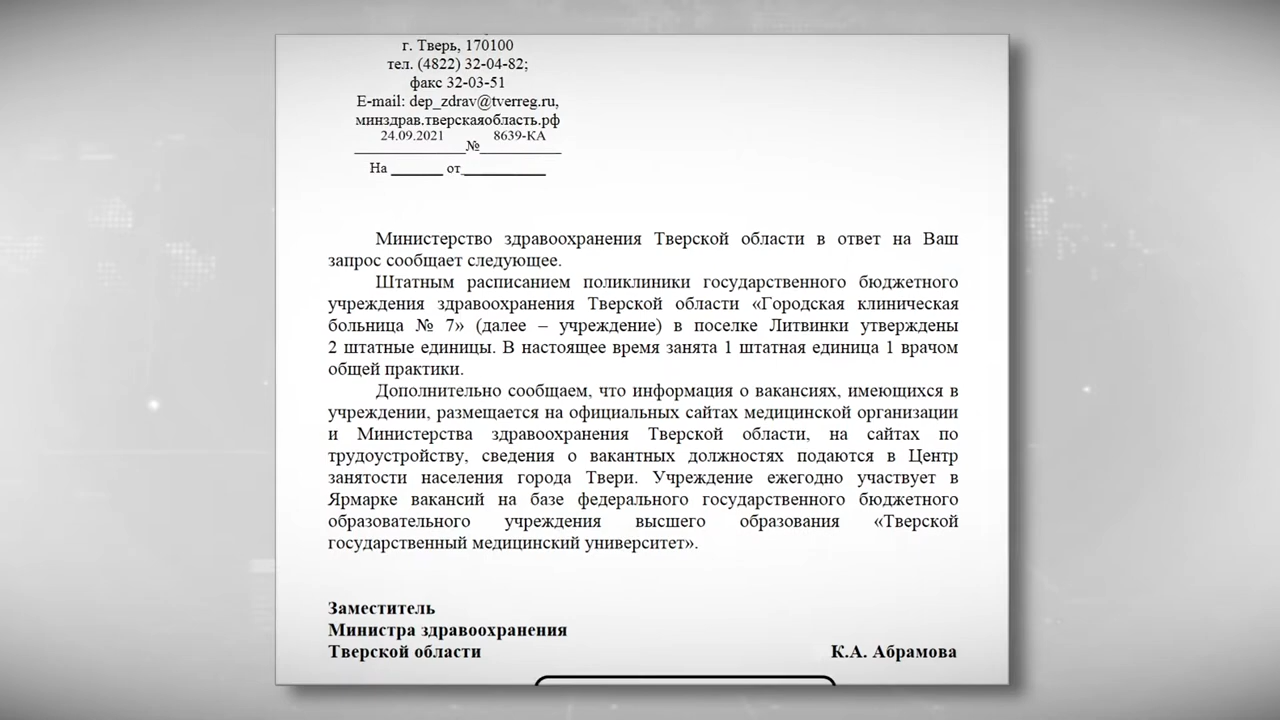 г. Тверь, 170100
тел. (4822) 32-04-82;
факс 32-03-51
E-mail: dep_zdrav@tverreg.ru,
минздрав.тверскаяобласть.рф
24.09.2021 № 8639-КА
На ______ от__________
Министерство здравоохранения Тверской области в ответ на Ваш
запрос сообщает следующее.
Штатным расписанием поликлиники государственного бюджетного
учреждения здравоохранения Тверской области «Городская клиническая
больница № 7» (далее – учреждение) в поселке Литвинки утверждены
2 штатные единицы. В настоящее время занята 1 штатная единица 1 врачом
общей практики.
Дополнительно сообщаем, что информация о вакансиях, имеющихся в
учреждении, размещается на официальных сайтах медицинской организации
и Министерства здравоохранения Тверской области, на сайтах по
трудоустройству, сведения о вакантных должностях подаются в Центр
занятости населения города Твери. Учреждение ежегодно участвует в
Ярмарке вакансий на базе федерального государственного бюджетного
образовательного учреждения высшего образования «Тверской
государственный медицинский университет».
Заместитель
Министра здравоохранения
Тверской области К.А. Абрамова